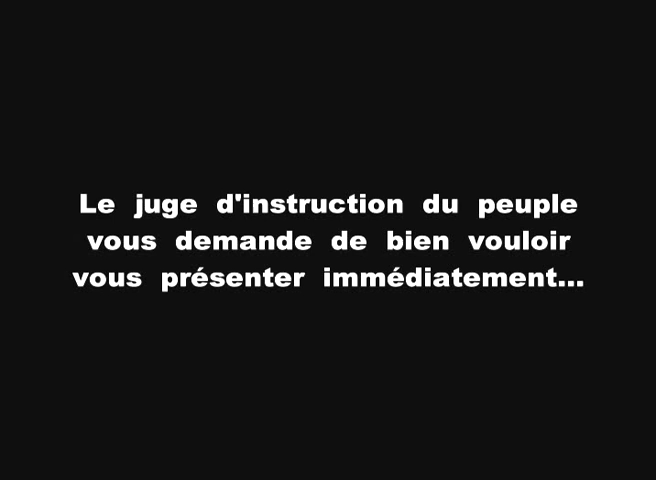 Le juge d'instruction du peuple
vous demande de bien vouloir
vous présenter immédiatement...